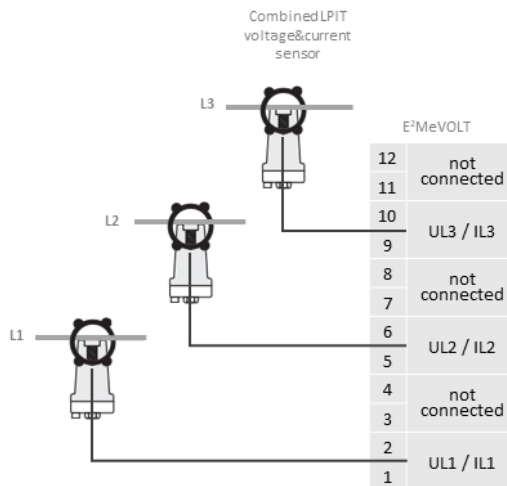 Combined LPIT
voltage&current
sensor
L3
E²MeVOLT
12
not
connected
11
10
UL3 / IL3
9
L2
8
not
connected
7
6
UL2 / IL2
5
L1
4
not
connected
3
2
UL1 / IL1
1